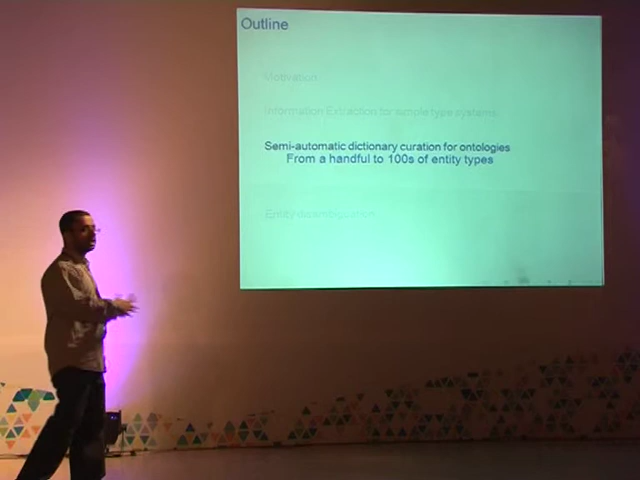 Outline
Motivation
Information Extraction for simple type systems
Semi-automatic dictionary curation for ontologies
From a handful to 100s of entity types
Entity disambiguation